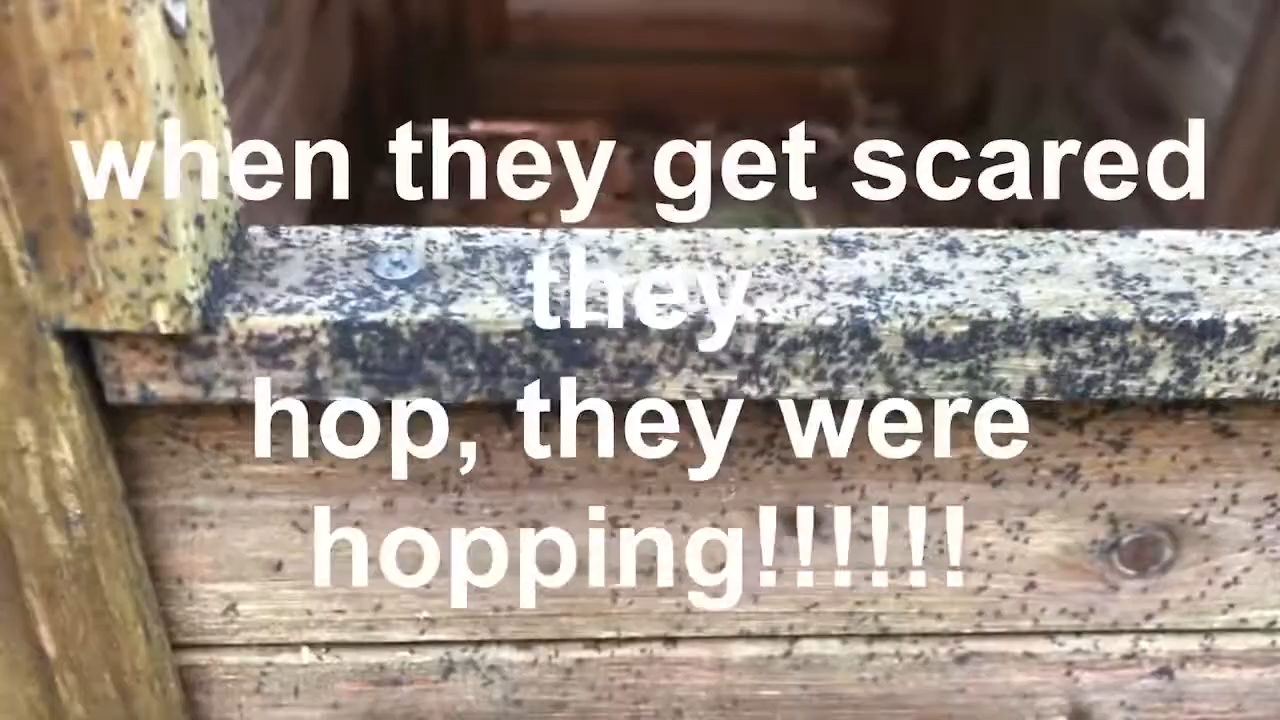 when they get scared
they
hop, they were
hopping!!!!!!